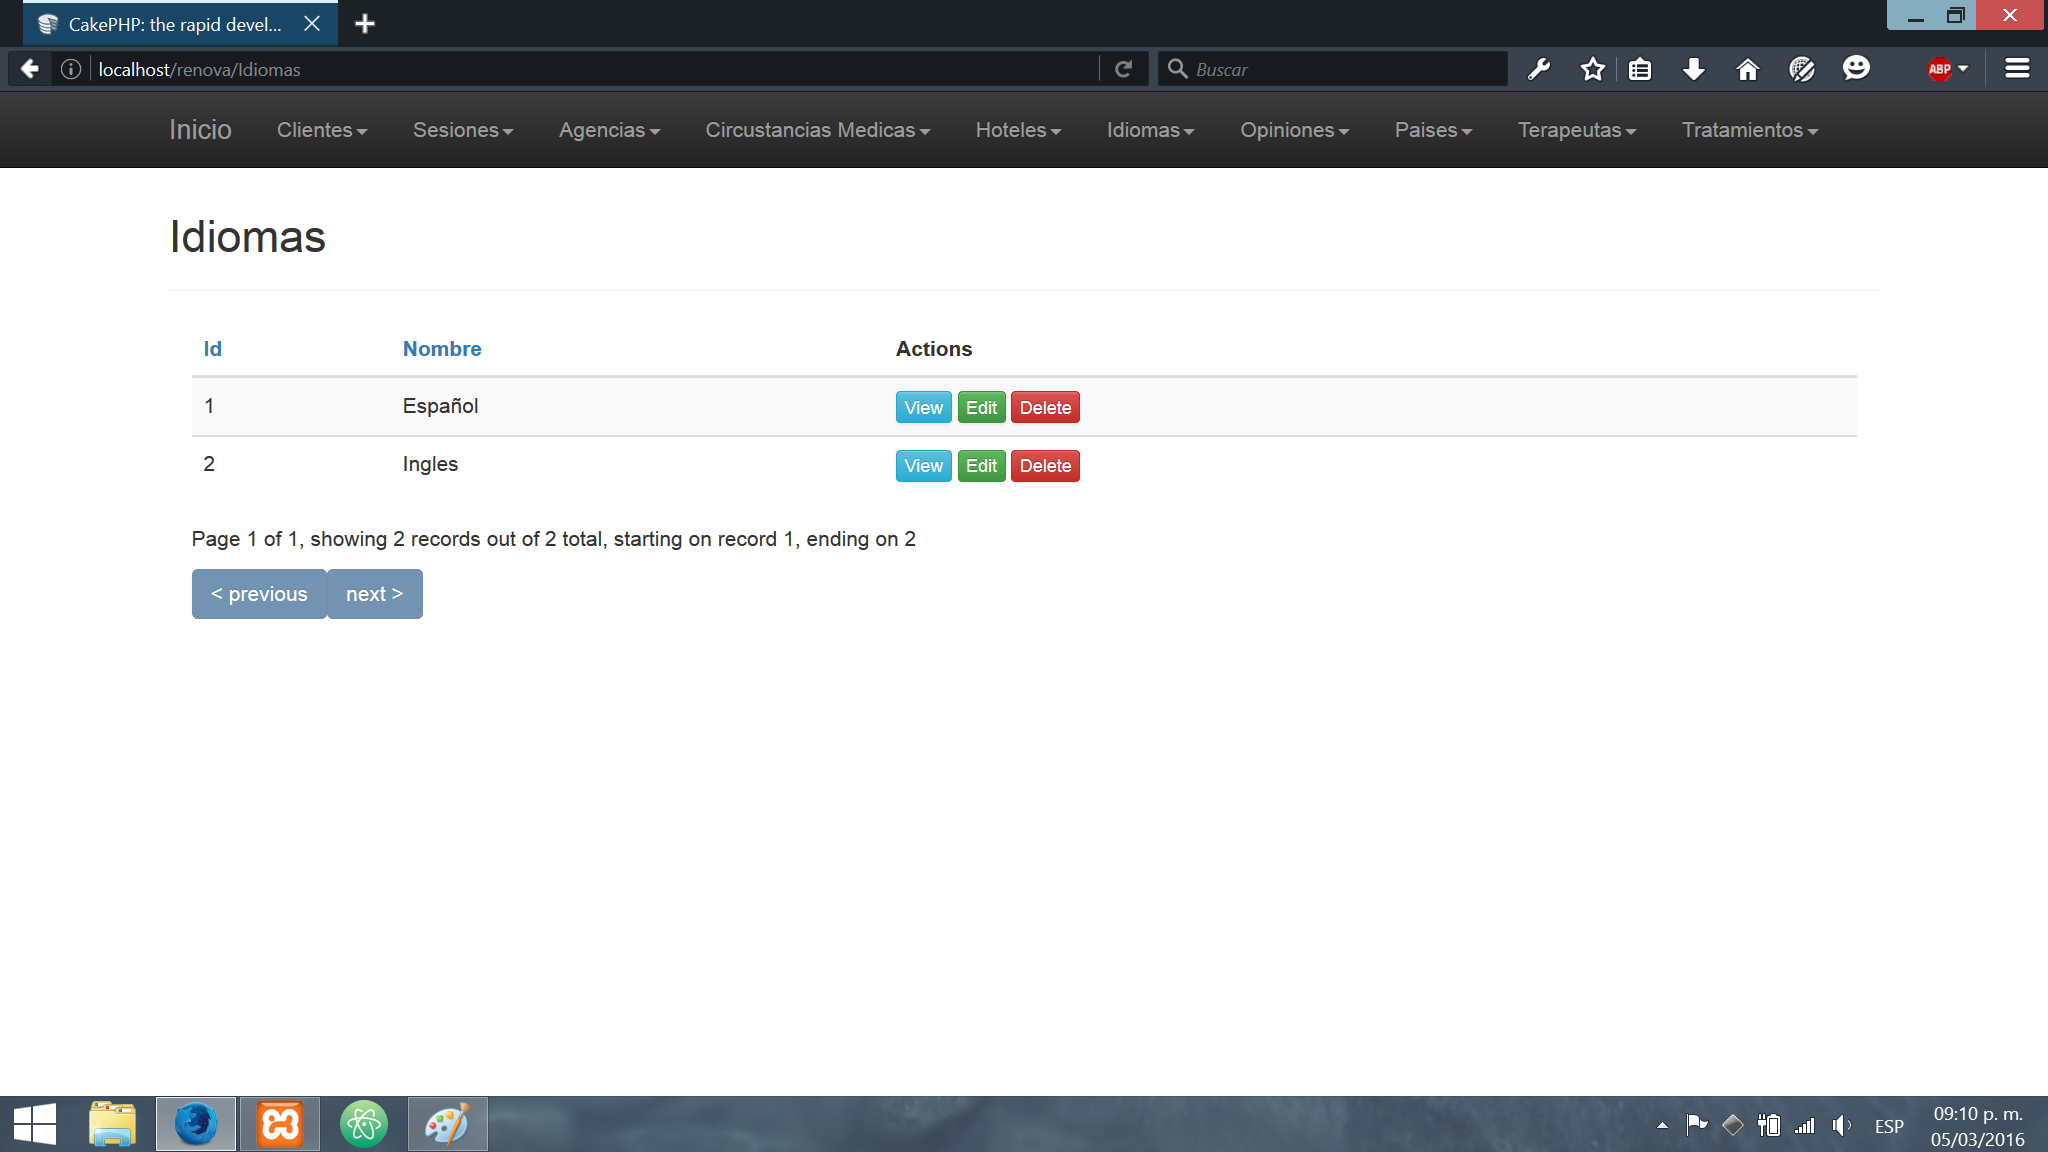 CakePHP: the rapid devel...
localhost/renova/Idiomas
Buscar
ABP
Inicio Clientes Sesiones Agencias Circustancias Medicas Hoteles Idiomas Opiniones Paises Terapeutas Tratamientos
Idiomas
Id Nombre Actions
1 Español View Edit Delete
2 Ingles View Edit Delete
Page 1 of 1, showing 2 records out of 2 total, starting on record 1, ending on 2
< previous next >
ESP
09:10 p. m.
05/03/2016